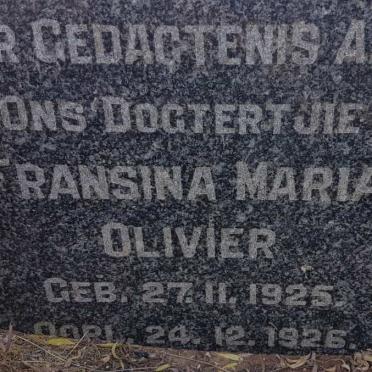 R GEDACTENIS A
ONS DOGTERTJIE
FRANSINA MARIA
OLIVIER
GEB. 27.11.1925.
OORL. 24.12.1926.